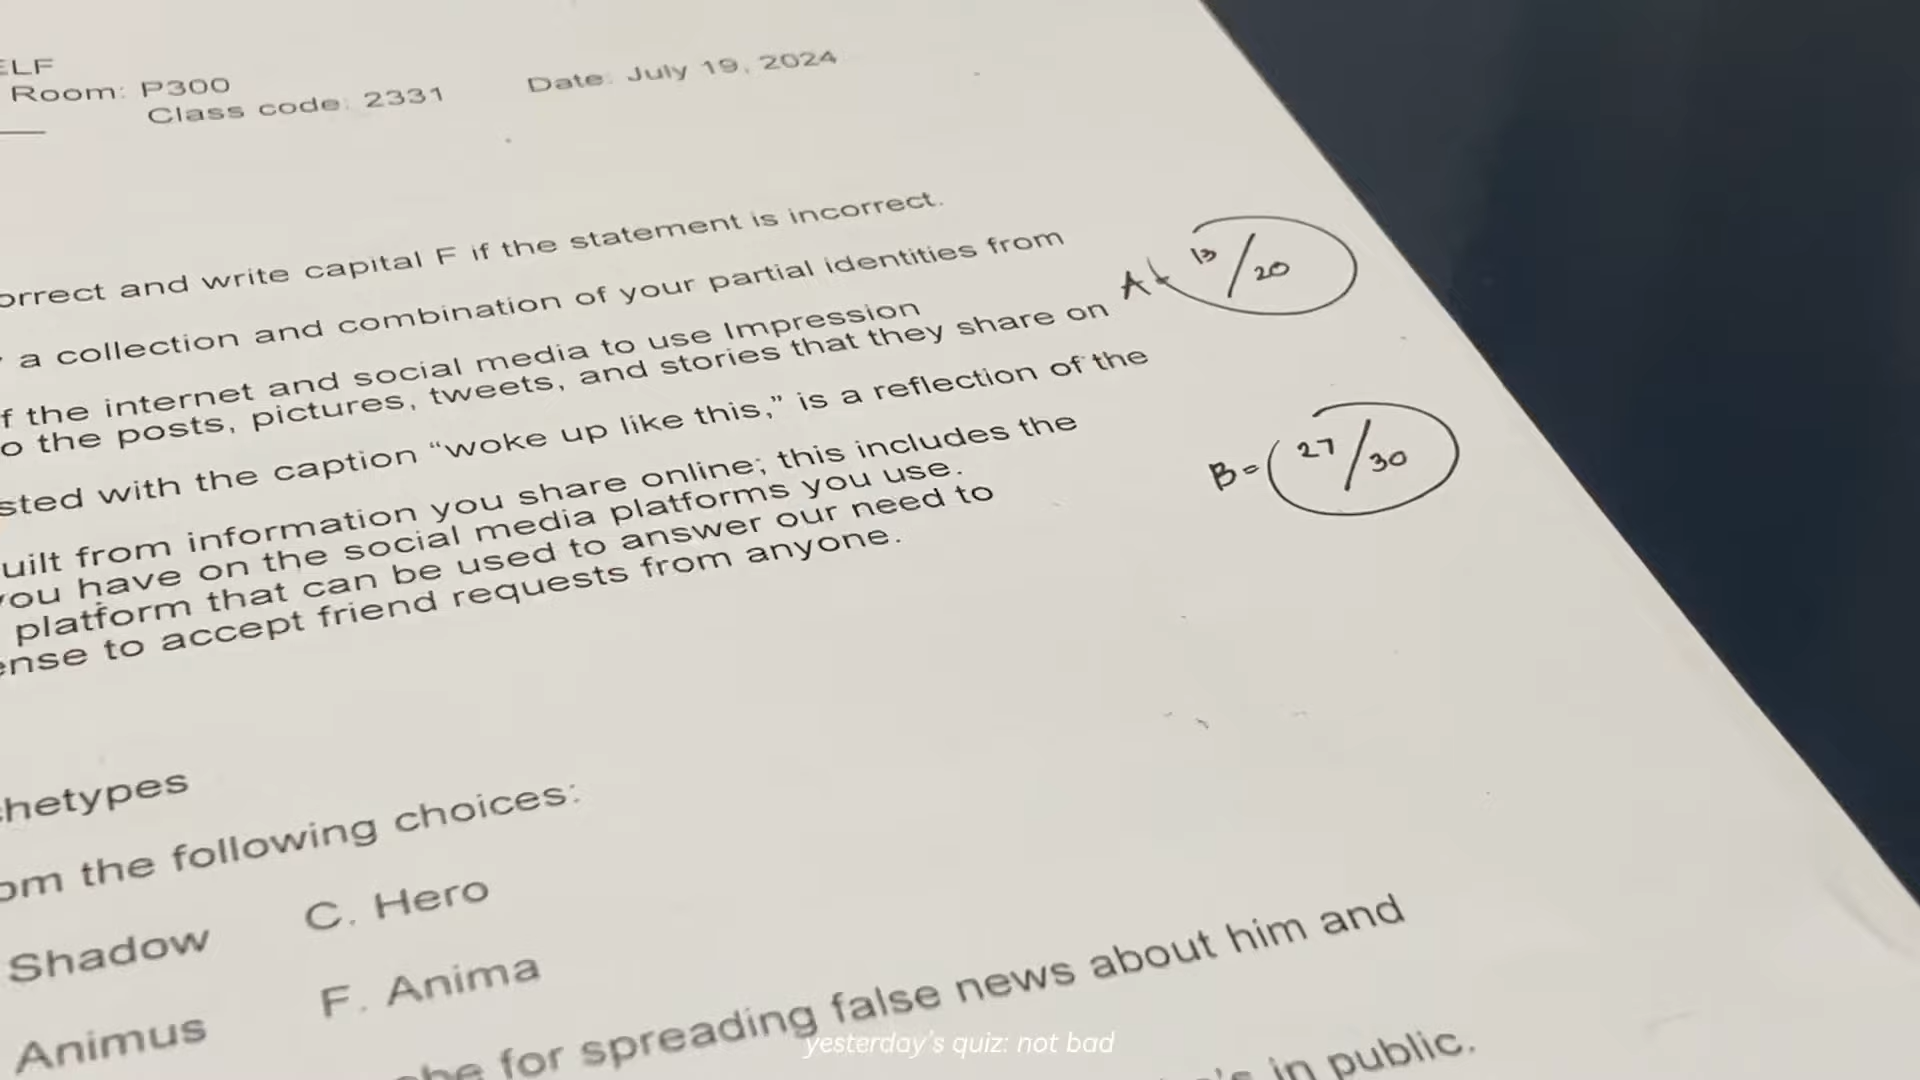 ELF
Room: P300
Class code: 2331
Date: July 19, 2024
orrect and write capital F if the statement is incorrect.
a collection and combination of your partial identities from
f the internet and social media to use Impression
o the posts, pictures, tweets, and stories that they share on
sted with the caption “woke up like this,” is a reflection of the
uilt from information you share online; this includes the
you have on the social media platforms you use.
platform that can be used to answer our need to
ense to accept friend requests from anyone.
A 13/20
B= 27/30
chetypes
om the following choices:
Shadow C. Hero
Animus F. Anima
for spreading false news about him and
in public.
yesterday's quiz: not bad